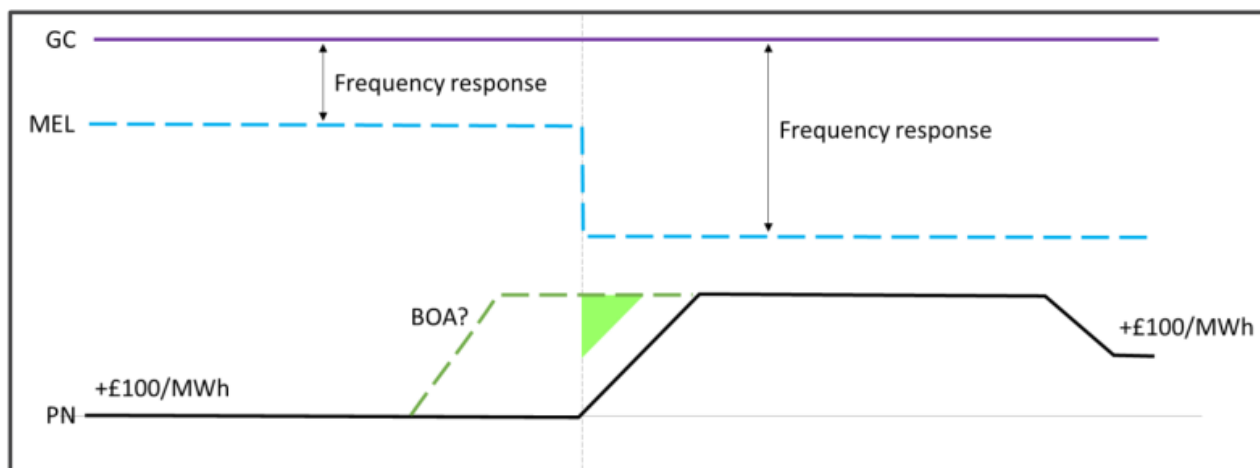 GC
Frequency response
MEL
Frequency response
BOA?
+£100/MWh
+£100/MWh
PN